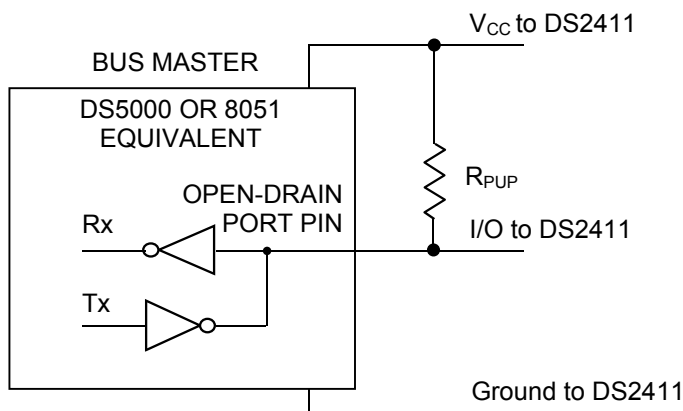 V_CC to DS2411
BUS MASTER
DS5000 OR 8051
EQUIVALENT
OPEN-DRAIN
PORT PIN
R_PUP
Rx
I/O to DS2411
Tx
Ground to DS2411